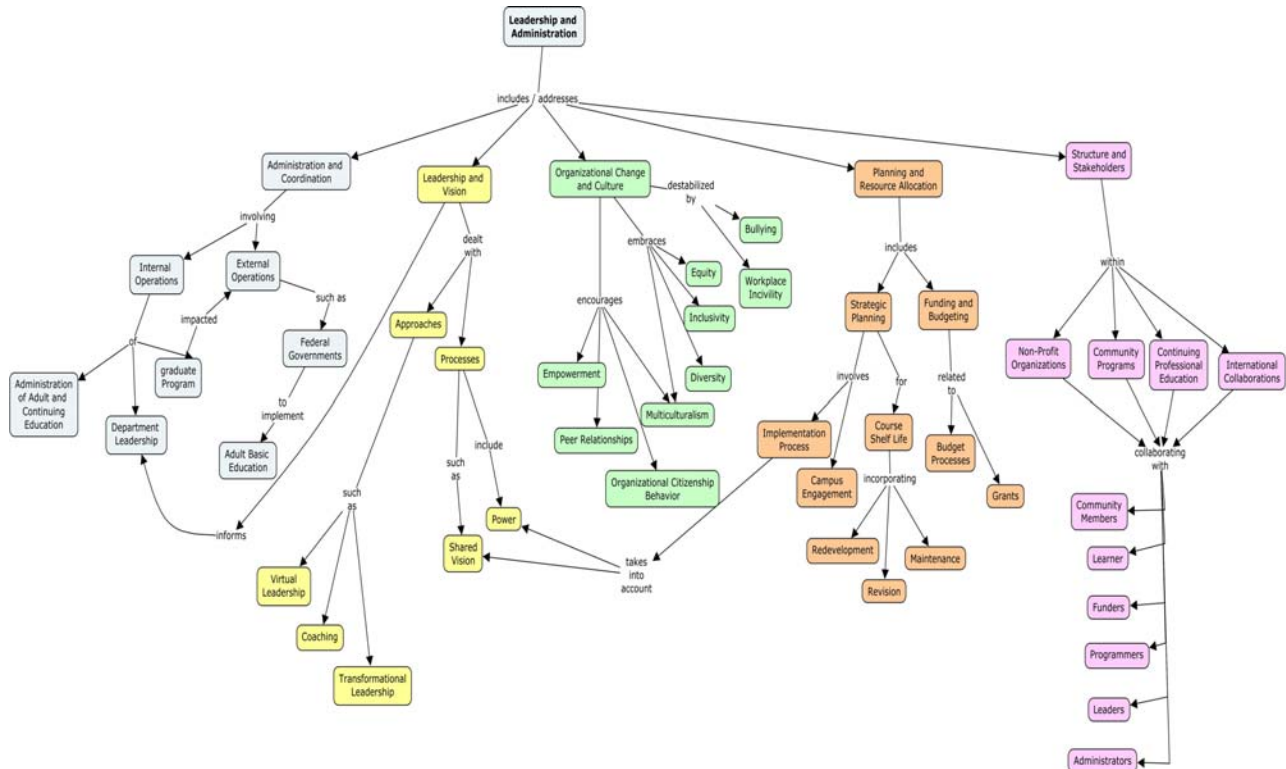 Leadership and
Administration
includes / addresses
Administration and
Coordination
Leadership and
Vision
Organizational Change
and Culture
Planning and
Resource Allocation
Structure and
Stakeholders
involving
Internal
Operations
External
Operations
of
impacted
such as
Federal
Governments
graduate
Program
Administration
of Adult and
Continuing
Education
Department
Leadership
to
implement
Adult Basic
Education
informs
dealt
with
Approaches
Processes
such
as
include
such
as
Power
Shared
Vision
Virtual
Leadership
Coaching
Transformational
Leadership
destabilized
by
Bullying
Workplace
Incivility
embraces
Equity
Inclusivity
Diversity
Multiculturalism
encourages
Empowerment
Peer Relationships
Organizational Citizenship
Behavior
includes
Strategic
Planning
Funding and
Budgeting
involves
for
related
to
Implementation
Process
Campus
Engagement
Course
Shelf Life
Budget
Processes
Grants
incorporating
Redevelopment
Revision
Maintenance
takes
into
account
within
Non-Profit
Organizations
Community
Programs
Continuing
Professional
Education
International
Collaborations
collaborating
with
Community
Members
Learner
Funders
Programmers
Leaders
Administrators